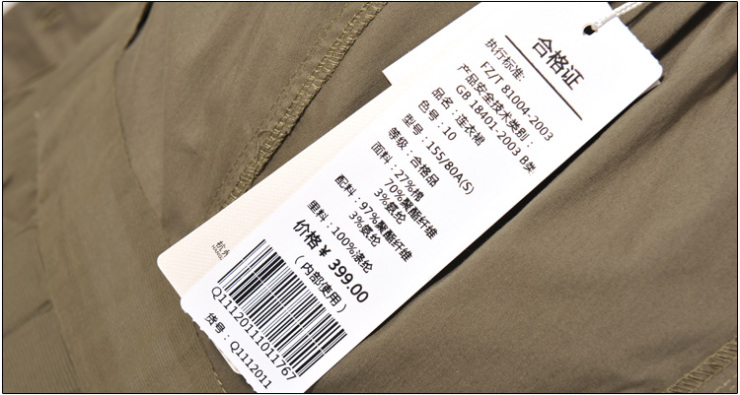 合格证
执行标准:
FZ/T 81004-2003
产品安全技术类别：
GB 18401-2003 B类
品名：连衣裙
色号：10
型号：155/80A(S)
等级：合格品
面料：27%棉
70%聚酯纤维
3%氨纶
配料：97%聚酯纤维
3%氨纶
里料：100%涤纶
价格￥ 399.00
（内部使用）
Q11120111011767
货号：Q1112011